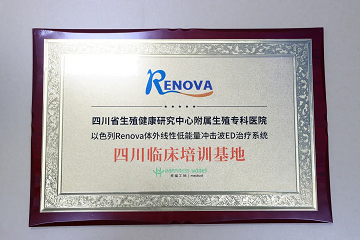 RENOVA
四川省生殖健康研究中心附属生殖专科医院
以色列Renova体外线性低能量冲击波ED治疗系统
四川临床培训基地